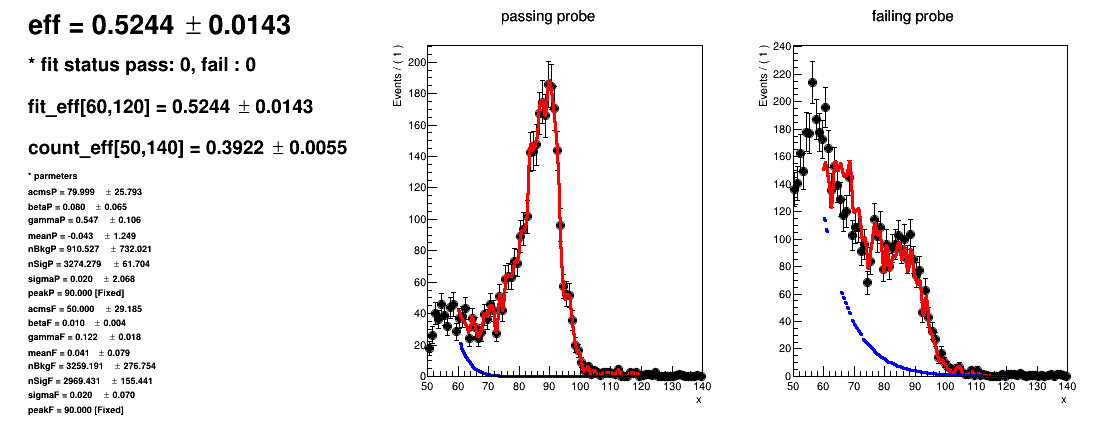 eff = 0.5244 ± 0.0143
* fit status pass: 0, fail : 0
fit_eff[60,120] = 0.5244 ± 0.0143
count_eff[50,140] = 0.3922 ± 0.0055
* parmeters
acmsP = 79.999 ± 25.793
betaP = 0.080 ± 0.065
gammaP = 0.547 ± 0.106
meanP = -0.043 ± 1.249
nBkgP = 910.527 ± 732.021
nSigP = 3274.279 ± 61.704
sigmaP = 0.020 ± 2.068
peakP = 90.000 [Fixed]
acmsF = 50.000 ± 29.185
betaF = 0.010 ± 0.004
gammaF = 0.122 ± 0.018
meanF = 0.041 ± 0.079
nBkgF = 3259.191 ± 276.754
nSigF = 2969.431 ± 155.441
sigmaF = 0.020 ± 0.070
peakF = 90.000 [Fixed]
passing probe
Events / ( 1 )
200
180
160
140
120
100
80
60
40
20
0
50 60 70 80 90 100 110 120 130 140
x
failing probe
Events / ( 1 )
240
220
200
180
160
140
120
100
80
60
40
20
0
50 60 70 80 90 100 110 120 130 140
x